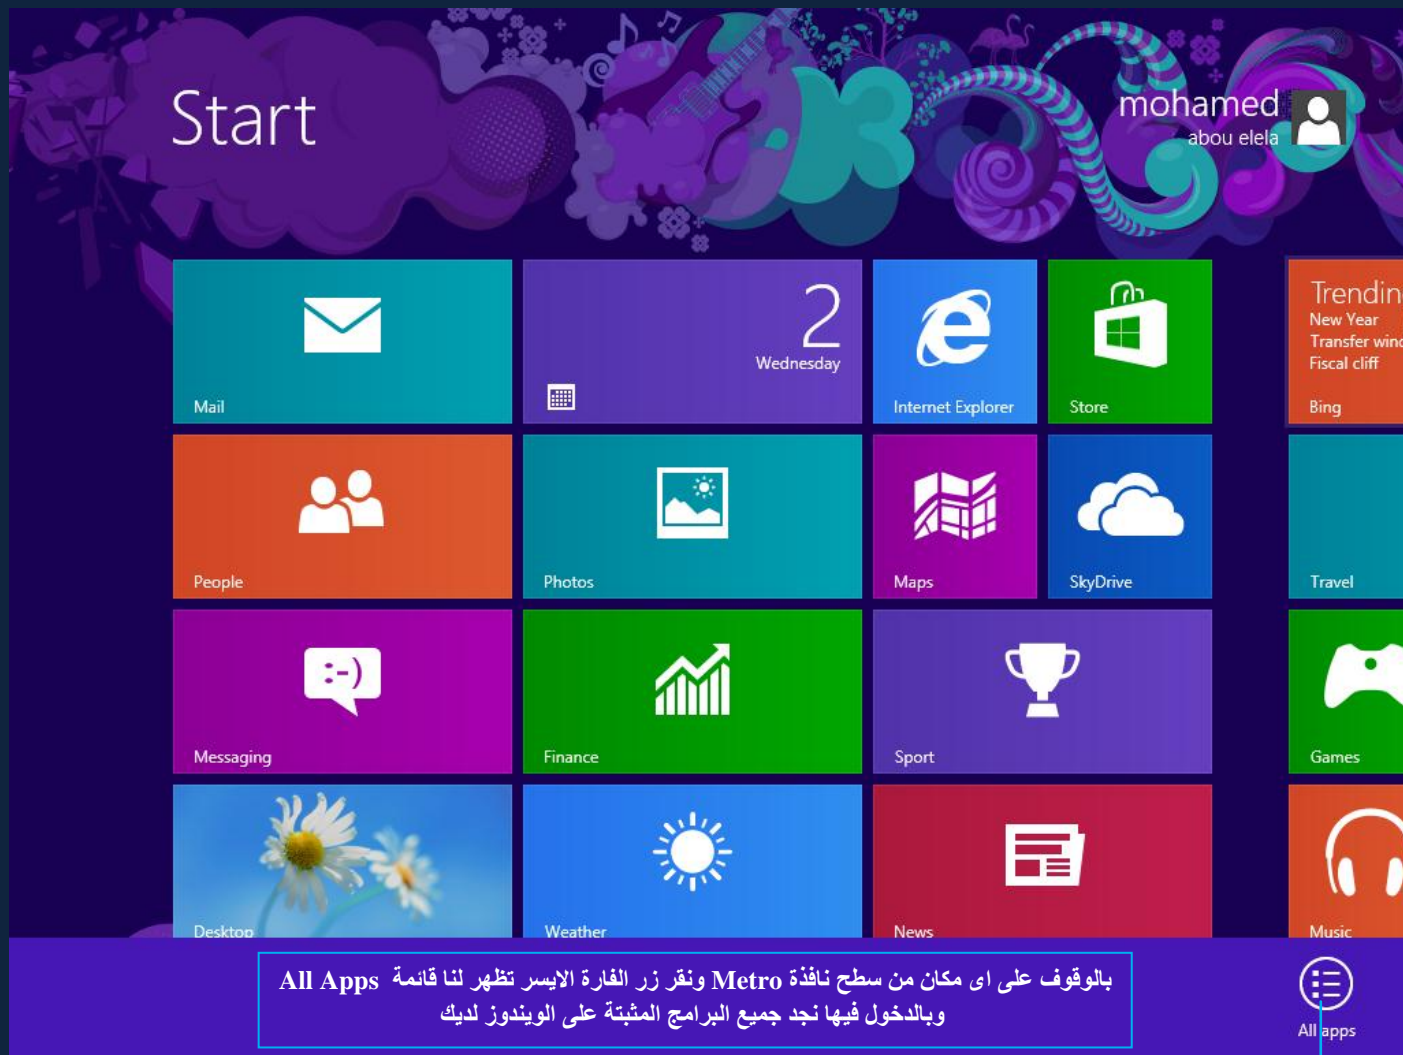 Start
mohamed
abou elela
Mail
2
Wednesday
Internet Explorer
Store
Trendin
New Year
Transfer wind
Fiscal cliff
Bing
People
Photos
Maps
SkyDrive
Travel
Messaging
:-)
Finance
Sport
Games
Desktop
Weather
News
Music
بالوقوف على اى مكان من سطح نافذة Metro ونقر زر الفارة الايسر تظهر لنا قائمة All Apps
وبالدخول فيها نجد جميع البرامج المثبتة على الويندوز لديك
All apps